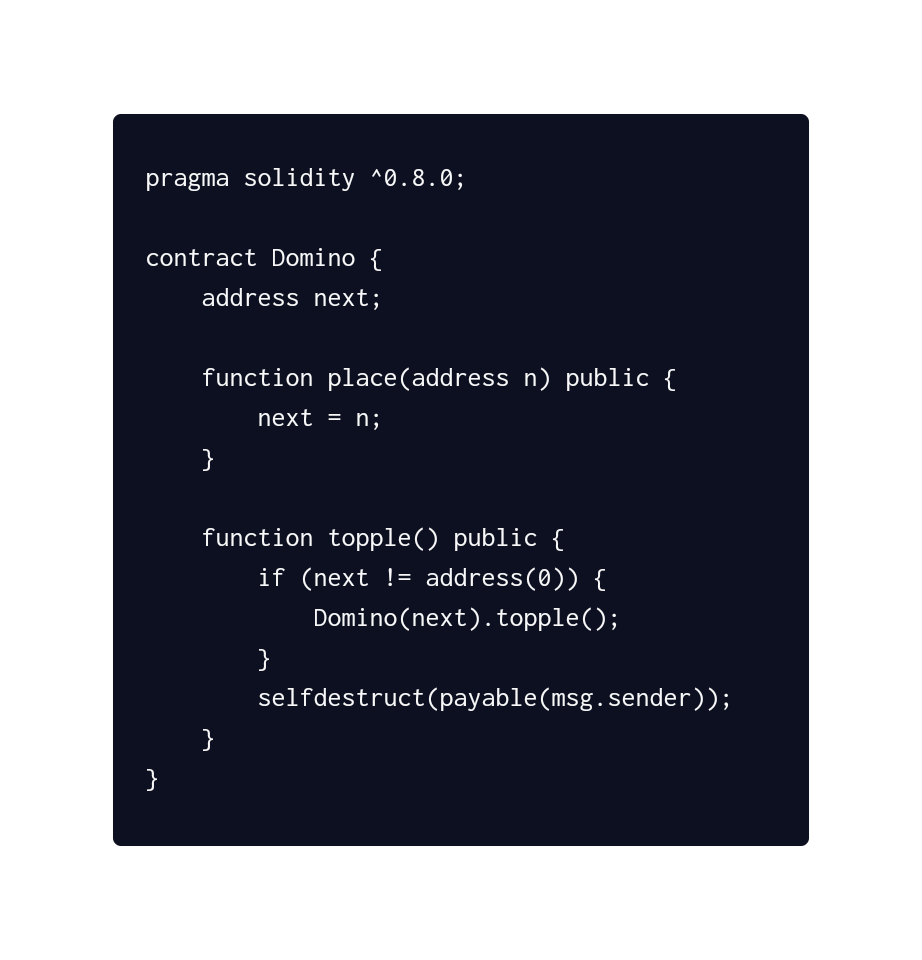 pragma solidity ^0.8.0;

contract Domino {
    address next;

    function place(address n) public {
        next = n;
    }

    function topple() public {
        if (next != address(0)) {
            Domino(next).topple();
        }
        selfdestruct(payable(msg.sender));
    }
}